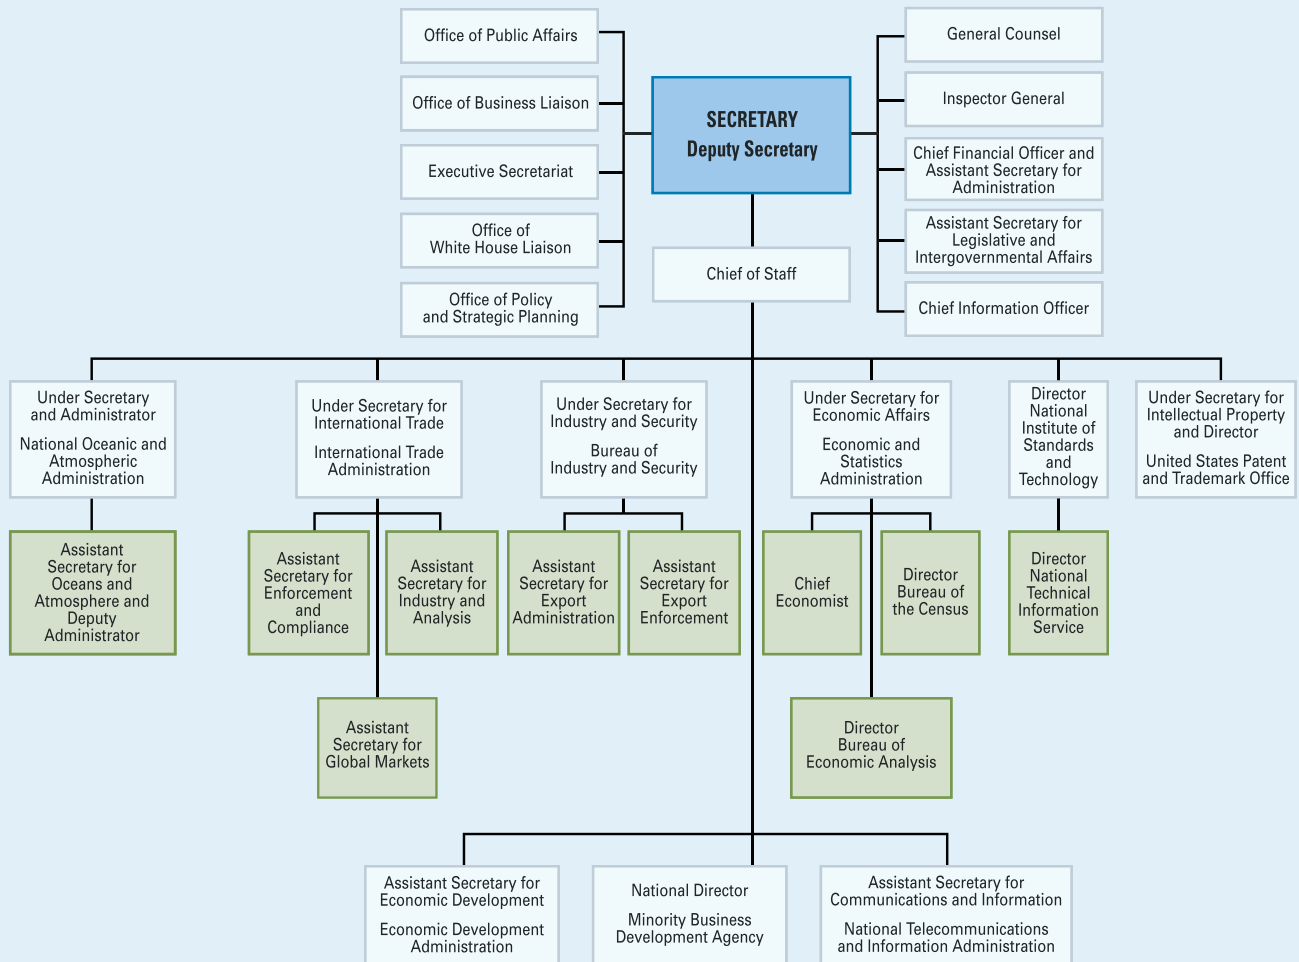 Office of Public Affairs
Office of Business Liaison
Executive Secretariat
Office of
White House Liaison
Office of Policy
and Strategic Planning
SECRETARY
Deputy Secretary
Chief of Staff
General Counsel
Inspector General
Chief Financial Officer and
Assistant Secretary for
Administration
Assistant Secretary for
Legislative and
Intergovernmental Affairs
Chief Information Officer
Under Secretary
and Administrator
National Oceanic and
Atmospheric
Administration
Under Secretary for
International Trade
International Trade
Administration
Under Secretary for
Industry and Security
Bureau of
Industry and Security
Under Secretary for
Economic Affairs
Economic and
Statistics
Administration
Director
National
Institute of
Standards
and
Technology
Under Secretary for
Intellectual Property
and Director
United States Patent
and Trademark Office
Assistant
Secretary for
Oceans and
Atmosphere and
Deputy
Administrator
Assistant
Secretary for
Enforcement
and
Compliance
Assistant
Secretary for
Industry and
Analysis
Assistant
Secretary for
Export
Administration
Assistant
Secretary for
Export
Enforcement
Chief
Economist
Director
Bureau of
the Census
Director
National
Technical
Information
Service
Assistant
Secretary for
Global Markets
Director
Bureau of
Economic Analysis
Assistant Secretary for
Economic Development
Economic Development
Administration
National Director
Minority Business
Development Agency
Assistant Secretary for
Communications and Information
National Telecommunications
and Information Administration